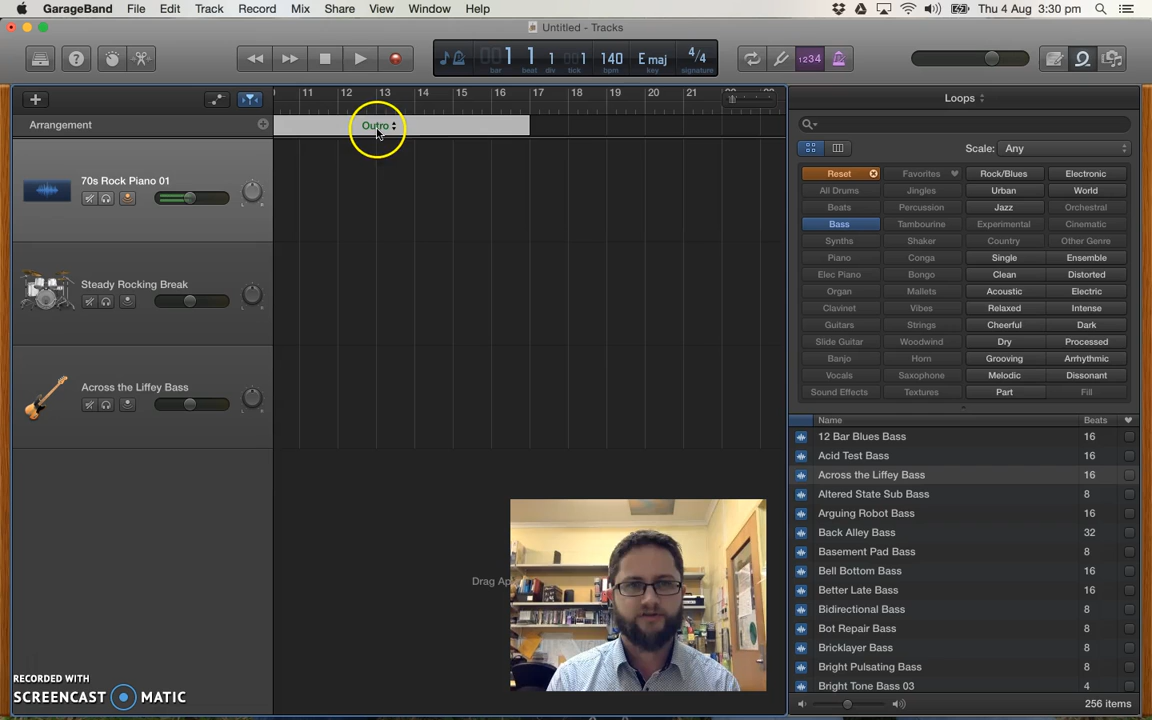 GarageBand File Edit Track Record Mix Share View Window Help Thu 4 Aug 3:30 pm
Untitled - Tracks
1 1 1 1 140 E maj 4/4
bar beat div tick tempo key signature
1234
11 12 13 14 15 16 17 18 19 20 21
Arrangement
Outro
70s Rock Piano 01
L R
Steady Rocking Break
L R
Across the Liffey Bass
L R
Drag Ap
RECORDED WITH
SCREENCAST MATIC
Loops
Scale: Any
Reset Favorites Rock/Blues Electronic
All Drums Jingles Urban World
Beats Percussion Jazz Orchestral
Bass Tambourine Experimental Cinematic
Synths Shaker Country Other Genre
Piano Conga Single Ensemble
Elec Piano Bongo Clean Distorted
Organ Mallets Acoustic Electric
Clavinet Vibes Relaxed Intense
Guitars Strings Cheerful Dark
Slide Guitar Woodwind Dry Processed
Banjo Horn Grooving Arrhythmic
Vocals Saxophone Melodic Dissonant
Sound Effects Textures Part Fill
Name Beats
12 Bar Blues Bass 16
Acid Test Bass 16
Across the Liffey Bass 16
Altered State Sub Bass 8
Arguing Robot Bass 16
Back Alley Bass 32
Basement Pad Bass 8
Bell Bottom Bass 16
Better Late Bass 16
Bidirectional Bass 8
Bot Repair Bass 8
Bricklayer Bass 8
Bright Pulsating Bass 8
Bright Tone Bass 03 4
256 items